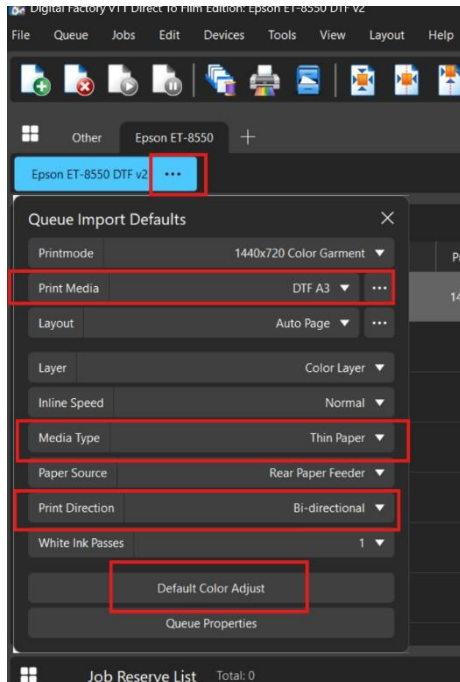 Digital Factory V11 Direct To Film Edition: Epson ET-8550 DTF v2
File Queue Jobs Edit Devices Tools View Layout Help
Other Epson ET-8550 +
Epson ET-8550 DTF v2 •••
Queue Import Defaults
Printmode 1440x720 Color Garment
Print Media DTF A3 •••
Layout Auto Page •••
Layer Color Layer
Inline Speed Normal
Media Type Thin Paper
Paper Source Rear Paper Feeder
Print Direction Bi-directional
White Ink Passes 1
Default Color Adjust
Queue Properties
Job Reserve List Total: 0